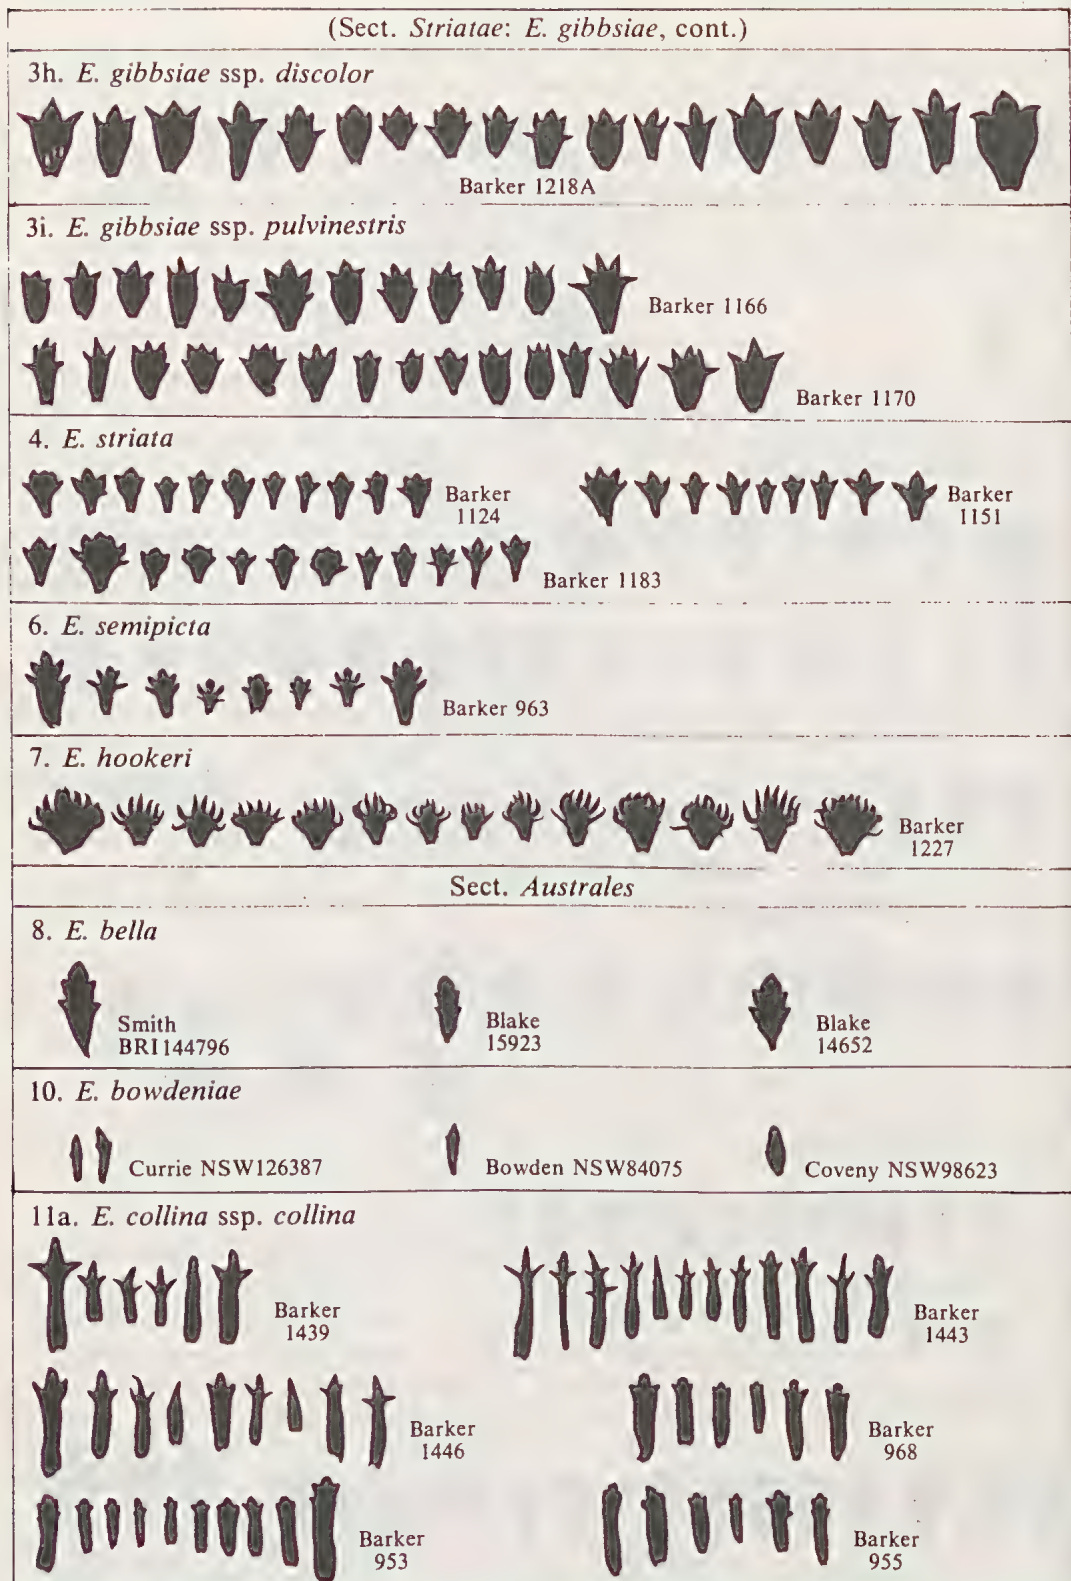 (Sect. Striatae: E. gibbsiae, cont.)
3h. E. gibbsiae ssp. discolor
Barker 1218A
3i. E. gibbsiae ssp. pulvinestris
Barker 1166
Barker 1170
4. E. striata
Barker
1124
Barker
1151
Barker 1183
6. E. semipicta
Barker 963
7. E. hookeri
Barker
1227
Sect. Australes
8. E. bella
Smith
BRI144796
Blake
15923
Blake
14652
10. E. bowdeniae
Currie NSW126387
Bowden NSW84075
Coveny NSW98623
11a. E. collina ssp. collina
Barker
1439
Barker
1443
Barker
1446
Barker
968
Barker
953
Barker
955